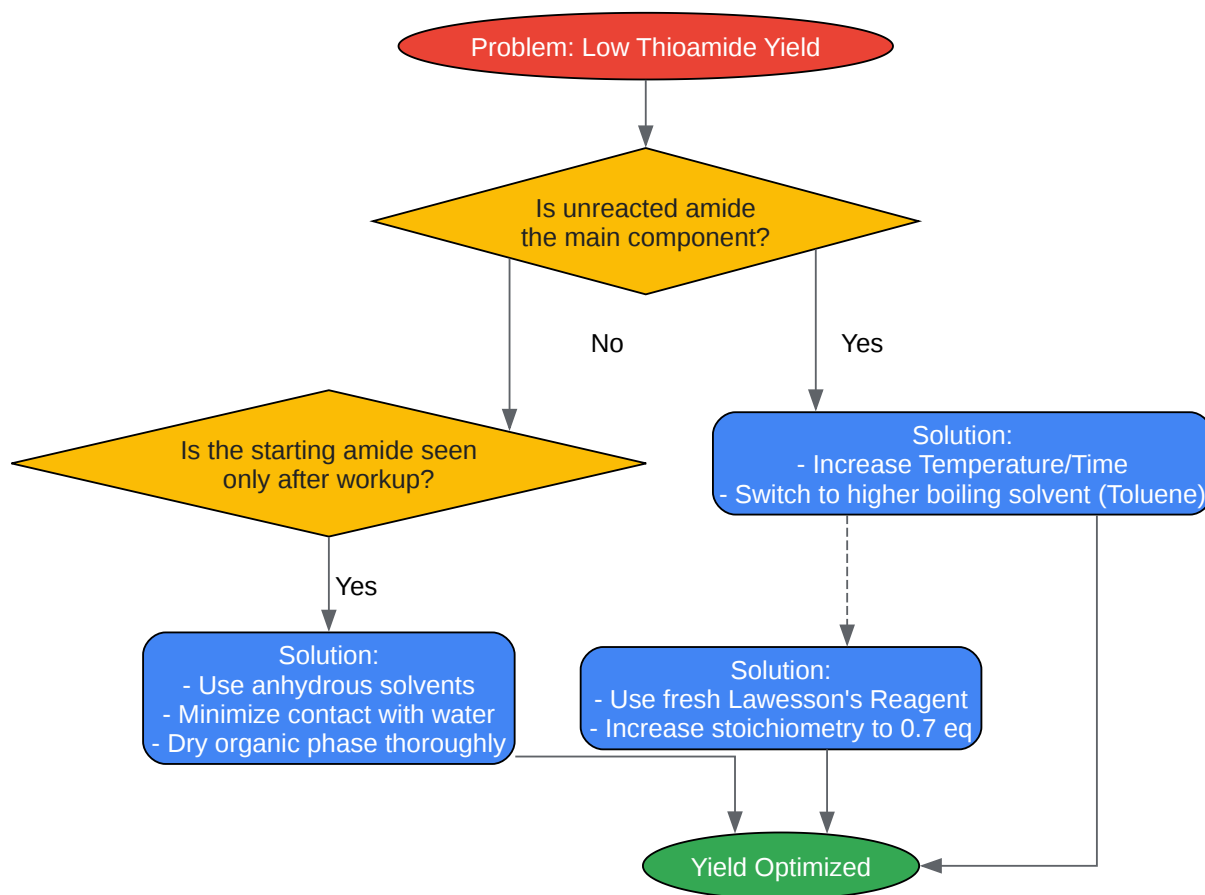 Problem: Low Thioamide Yield
Is unreacted amide
the main component?
No
Yes
Is the starting amide seen
only after workup?
Solution:
- Increase Temperature/Time
- Switch to higher boiling solvent (Toluene)
Yes
Solution:
- Use anhydrous solvents
- Minimize contact with water
- Dry organic phase thoroughly
Solution:
- Use fresh Lawesson's Reagent
- Increase stoichiometry to 0.7 eq
Yield Optimized